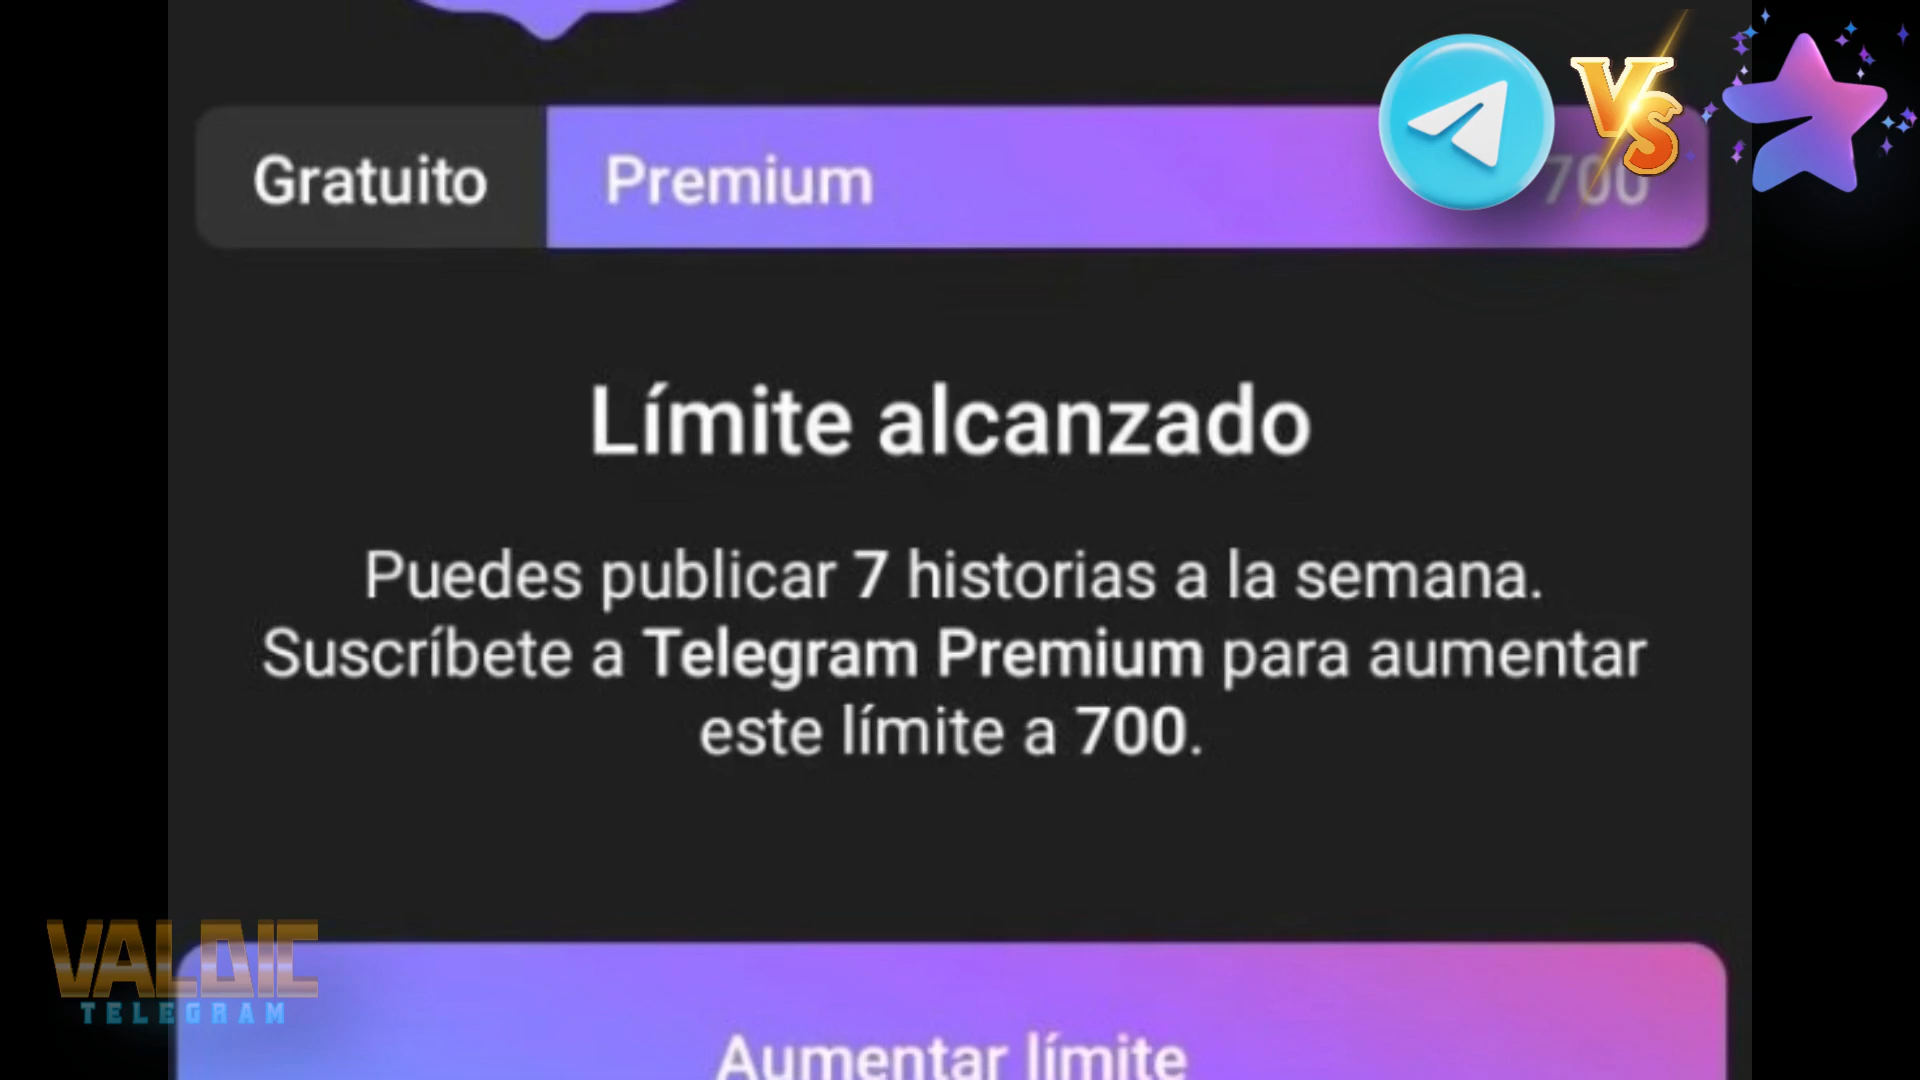 Gratuito
Premium
700
VS
Límite alcanzado
Puedes publicar 7 historias a la semana.
Suscríbete a Telegram Premium para aumentar
este límite a 700.
VALDIC
TELEGRAM
Aumentar límite